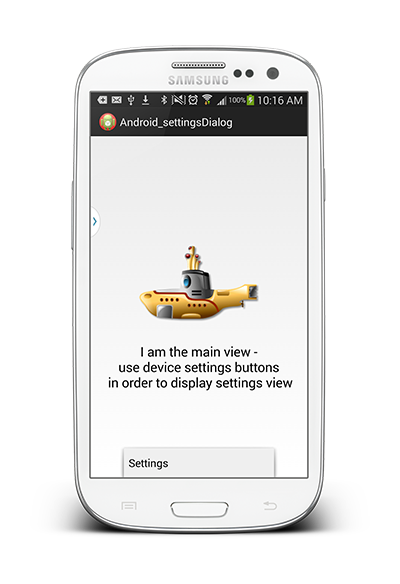 SAMSUNG
100% 10:16 AM
Android_settingsDialog
I am the main view -
use device settings buttons
in order to display settings view
Settings